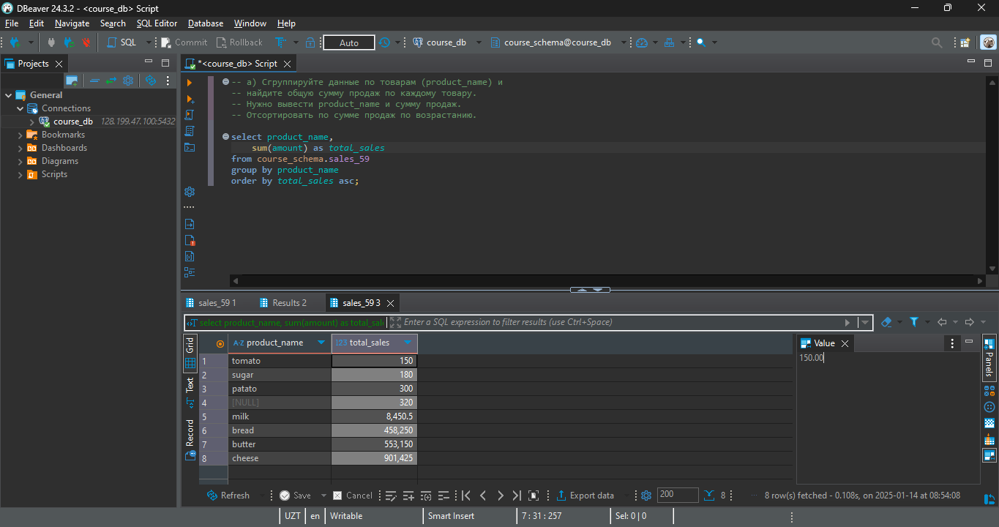 DBeaver 24.3.2 - <course_db> Script
File Edit Navigate Search SQL Editor Database Window Help
SQL Commit Rollback Auto course_db course_schema@course_db
Projects
*<course_db> Script
General
Connections
course_db 128.199.47.100:5432
Bookmarks
Dashboards
Diagrams
Scripts
-- а) Сгруппируйте данные по товарам (product_name) и
-- найдите общую сумму продаж по каждому товару.
-- Нужно вывести product_name и сумму продаж.
-- Отсортировать по сумме продаж по возрастанию.
select product_name,
sum(amount) as total_sales
from course_schema.sales_59
group by product_name
order by total_sales asc;
sales_59 1 Results 2 sales_59 3
select product_name, sum(amount) as total_sal Enter a SQL expression to filter results (use Ctrl+Space)
Grid
Text
Record
A-Z product_name 123 total_sales
1 tomato 150
2 sugar 180
3 patato 300
4 [NULL] 320
5 milk 8,450.5
6 bread 458,250
7 butter 553,150
8 cheese 901,425
Value
150.00
Panels
Refresh Save Cancel Export data 200 8 8 row(s) fetched - 0.108s, on 2025-01-14 at 08:54:08
UZT en Writable Smart Insert 7 : 31 : 257 Sel: 0 | 0